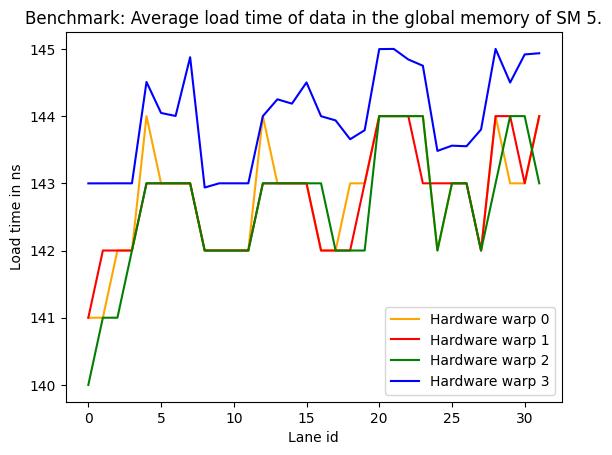 Benchmark: Average load time of data in the global memory of SM 5.
145
144
143
142
141
140
Load time in ns
0 5 10 15 20 25 30
Lane id
Hardware warp 0
Hardware warp 1
Hardware warp 2
Hardware warp 3